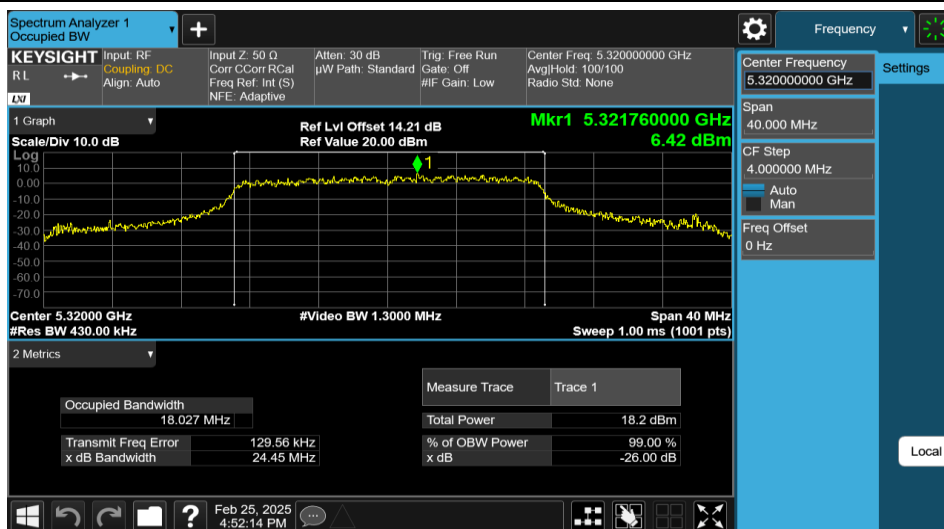 Spectrum Analyzer 1
Occupied BW
Frequency
KEYSIGHT
RL
LXI
Input: RF
Coupling: DC
Align: Auto
Input Z: 50 Ω
Corr CCorr RCal
Freq Ref: Int (S)
NFE: Adaptive
Atten: 30 dB
µW Path: Standard
Trig: Free Run
Gate: Off
#IF Gain: Low
Center Freq: 5.320000000 GHz
Avg|Hold: 100/100
Radio Std: None
Center Frequency
5.320000000 GHz
Settings
Span
40.000 MHz
CF Step
4.000000 MHz
Auto
Man
Freq Offset
0 Hz
Local
1 Graph
Scale/Div 10.0 dB
Ref Lvl Offset 14.21 dB
Ref Value 20.00 dBm
Mkr1 5.321760000 GHz
6.42 dBm
Log
1
10.0
0.00
-10.0
-20.0
-30.0
-40.0
-50.0
-60.0
-70.0
Center 5.32000 GHz
#Video BW 1.3000 MHz
Span 40 MHz
#Res BW 430.00 kHz
Sweep 1.00 ms (1001 pts)
2 Metrics
Measure Trace Trace 1
Occupied Bandwidth
18.027 MHz
Total Power 18.2 dBm
Transmit Freq Error 129.56 kHz
% of OBW Power 99.00 %
x dB Bandwidth 24.45 MHz
x dB -26.00 dB
Feb 25, 2025
4:52:14 PM